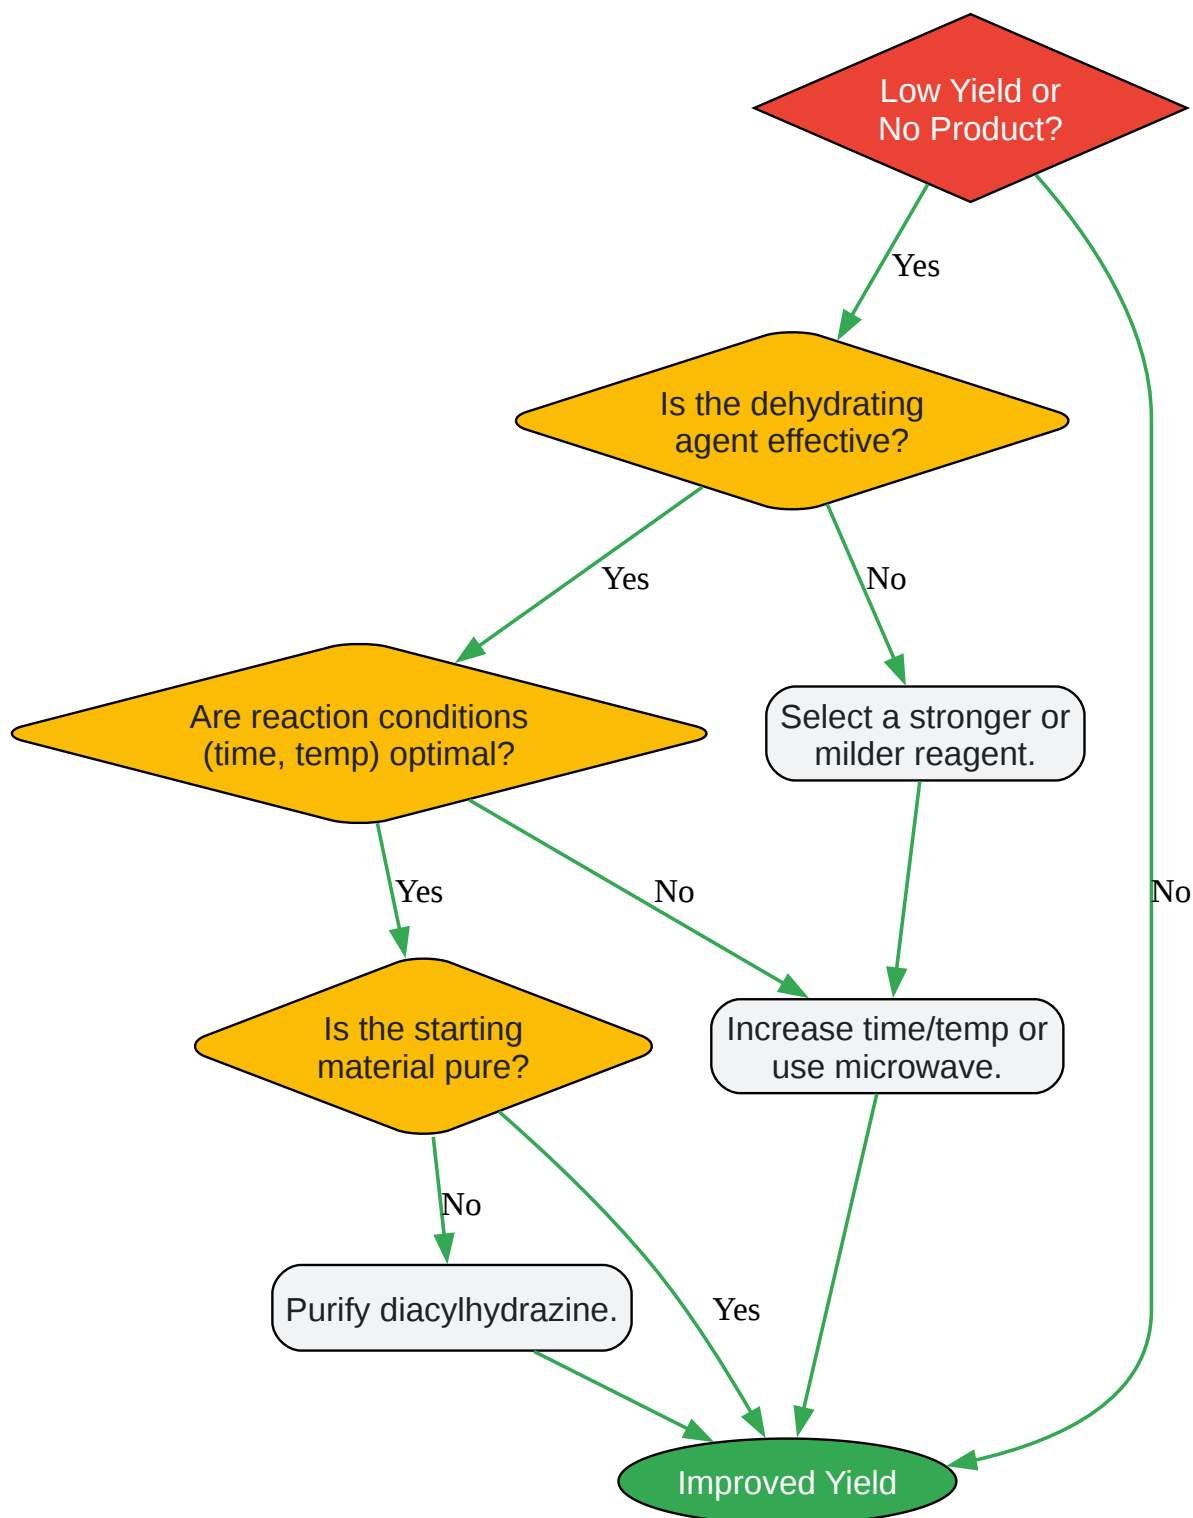 Low Yield or
No Product?
Yes
Is the dehydrating
agent effective?
Yes
No
Are reaction conditions
(time, temp) optimal?
Select a stronger or
milder reagent.
Yes
No
No
Is the starting
material pure?
Increase time/temp or
use microwave.
No
Purify diacylhydrazine.
Yes
Improved Yield